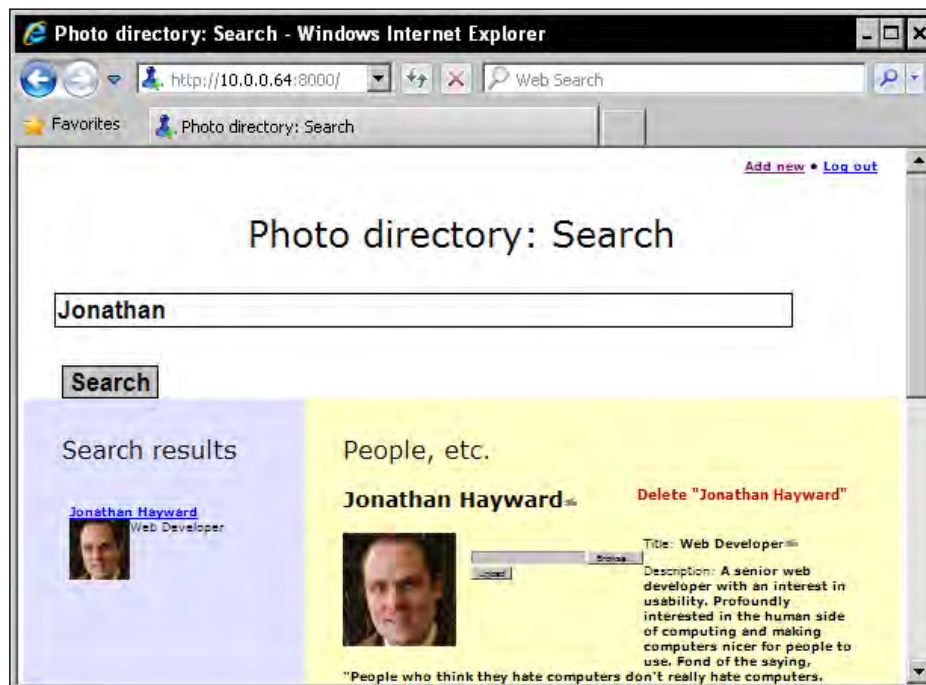 Photo directory: Search - Windows Internet Explorer
http://10.0.0.64:8000/
Web Search
Favorites
Photo directory: Search
Add new • Log out
Photo directory: Search
Jonathan
Search
Search results
Jonathan Hayward
Web Developer
People, etc.
Jonathan Hayward
Delete "Jonathan Hayward"
Browse...
Upload
Title: Web Developer
Description: A senior web
developer with an interest in
usability. Profoundly
interested in the human side
of computing and making
computers nicer for people to
use. Fond of the saying,
"People who think they hate computers don't really hate computers.